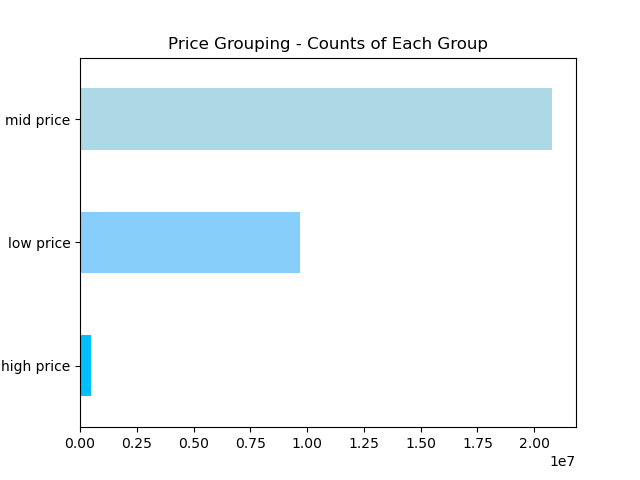 Price Grouping - Counts of Each Group
mid price
low price
high price
0.00 0.25 0.50 0.75 1.00 1.25 1.50 1.75 2.00
1e7